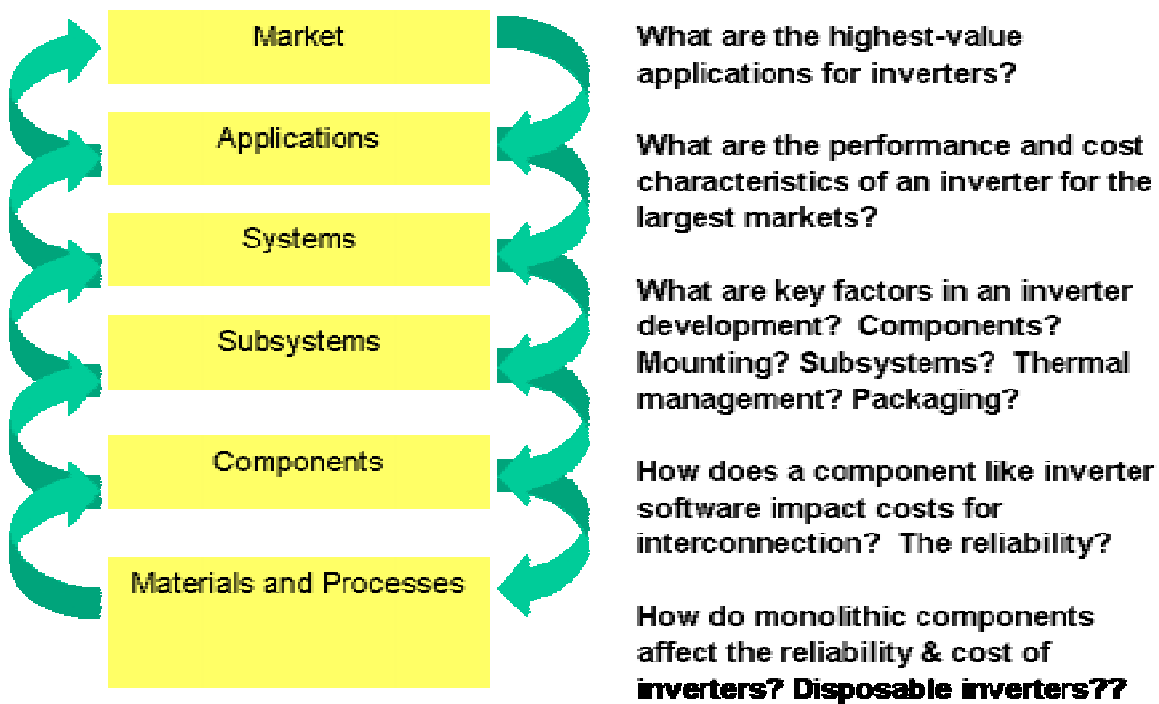 Market
Applications
Systems
Subsystems
Components
Materials and Processes
What are the highest-value
applications for inverters?
What are the performance and cost
characteristics of an inverter for the
largest markets?
What are key factors in an inverter
development?  Components?
Mounting? Subsystems?  Thermal
management? Packaging?
How does a component like inverter
software impact costs for
interconnection?  The reliability?
How do monolithic components
affect the reliability & cost of
inverters? Disposable inverters??